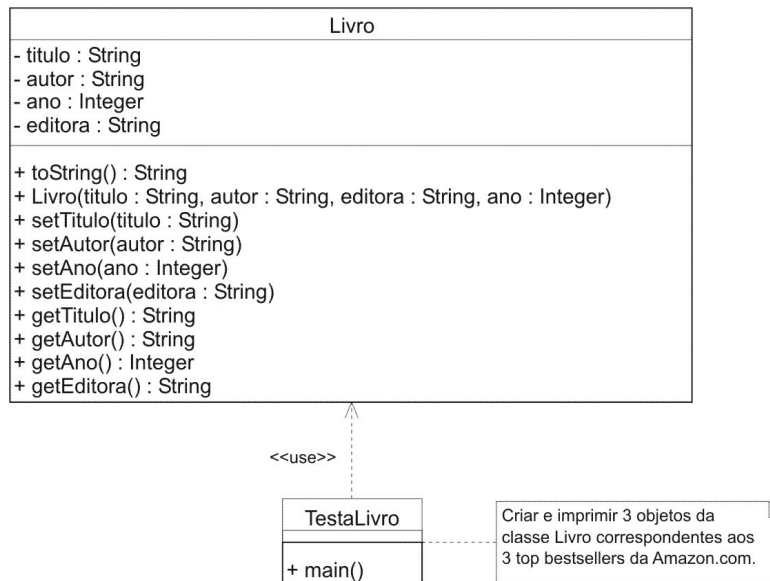 Livro
- titulo : String
- autor : String
- ano : Integer
- editora : String
+ toString() : String
+ Livro(titulo : String, autor : String, editora : String, ano : Integer)
+ setTitulo(titulo : String)
+ setAutor(autor : String)
+ setAno(ano : Integer)
+ setEditora(editora : String)
+ getTitulo() : String
+ getAutor() : String
+ getAno() : Integer
+ getEditora() : String
<<use>>
TestaLivro
+ main()
Criar e imprimir 3 objetos da
classe Livro correspondentes aos
3 top bestsellers da Amazon.com.